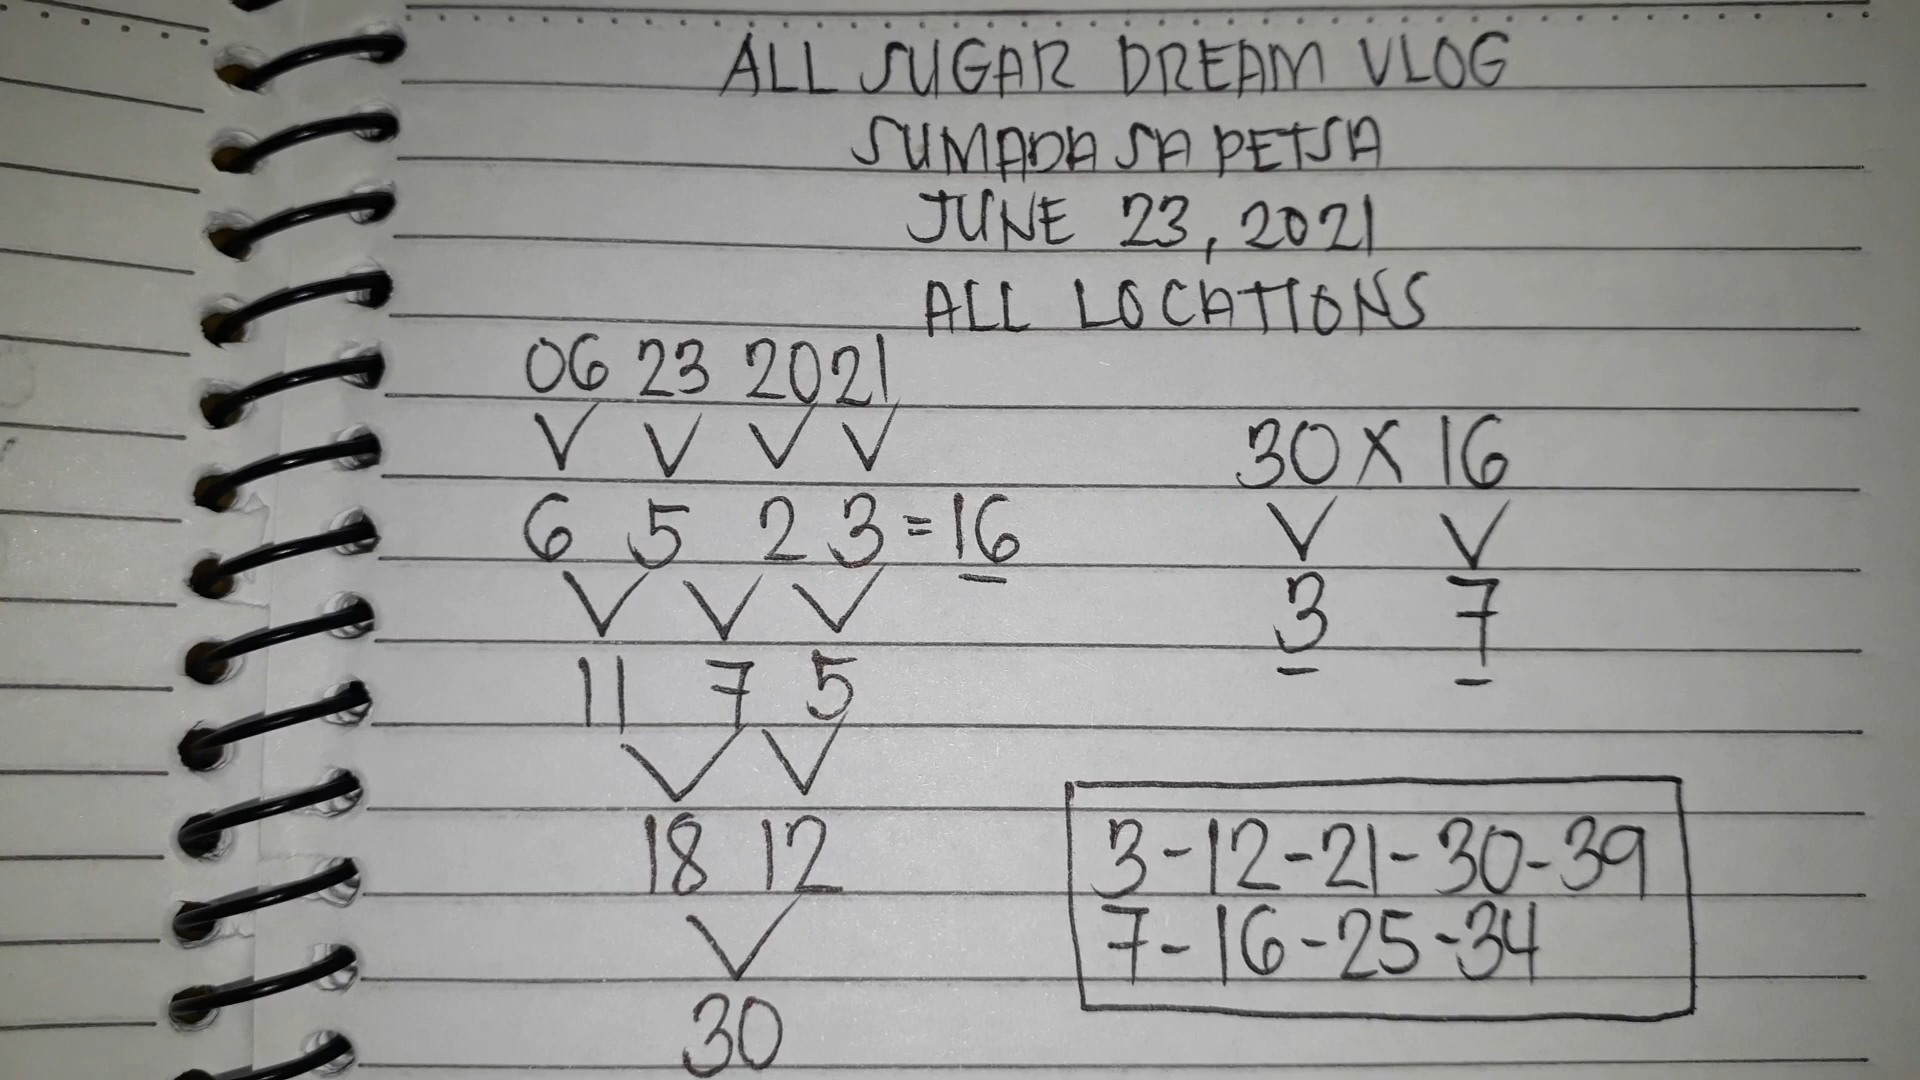 ALL SUGAR DREAM VLOG
SUMADA SA PETSA
JUNE 23, 2021
ALL LOCATIONS
06 23 2021
6 5 2 3 = 16
11 7 5
18 12
30
30 X 16
3 7
3-12-21-30-39
7-16-25-34